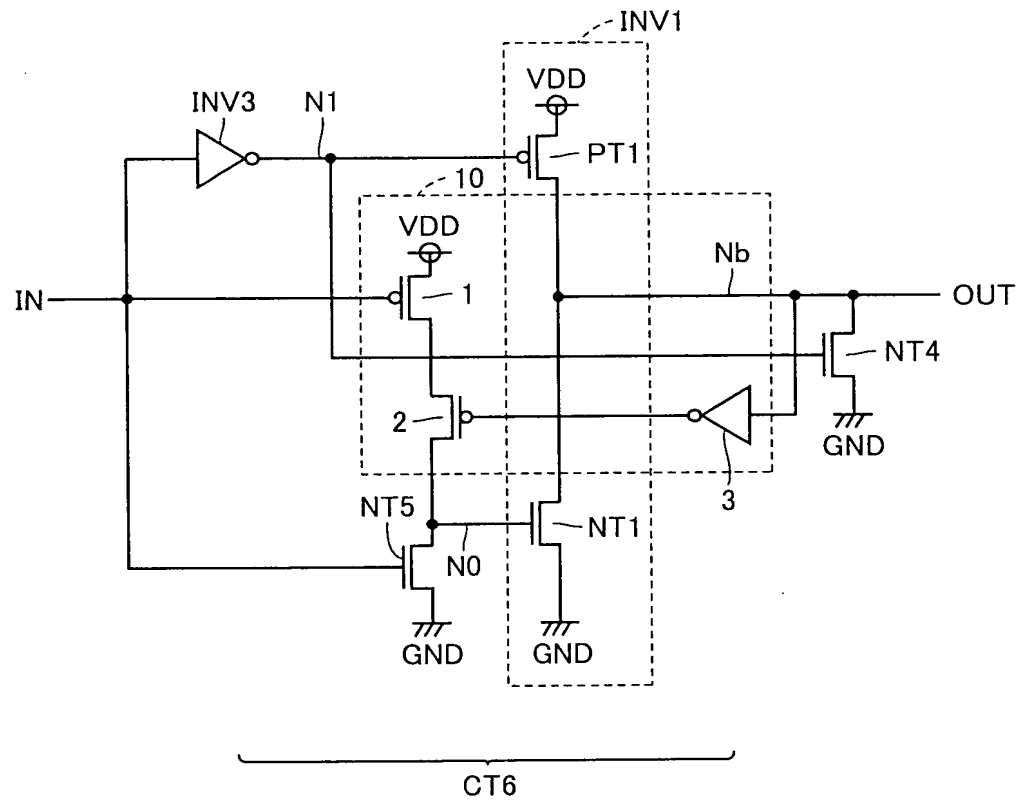 INV1
VDD
INV3
N1
PT1
10
VDD
Nb
IN
1
OUT
NT4
2
GND
3
NT5
NT1
N0
GND
GND
CT6